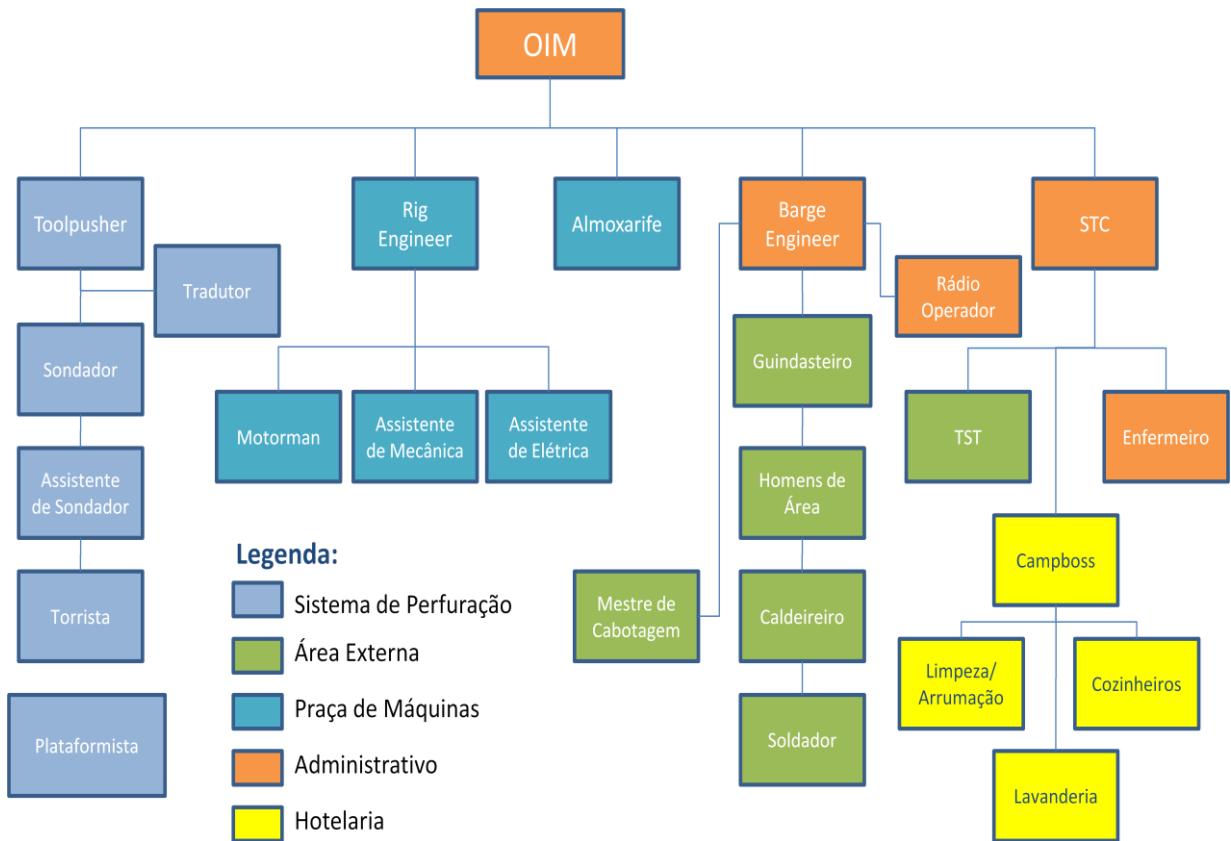 OIM
Toolpusher
Rig
Engineer
Almoxarife
Barge
Engineer
STC
Tradutor
Rádio
Operador
Sondador
Guindasteiro
Motorman
Assistente
de Mecânica
Assistente
de Elétrica
TST
Enfermeiro
Assistente
de Sondador
Homens de
Área
Campboss
Torrista
Mestre de
Cabotagem
Caldeireiro
Limpeza/
Arrumação
Cozinheiros
Plataformista
Soldador
Lavanderia
Legenda:
Sistema de Perfuração
Área Externa
Praça de Máquinas
Administrativo
Hotelaria